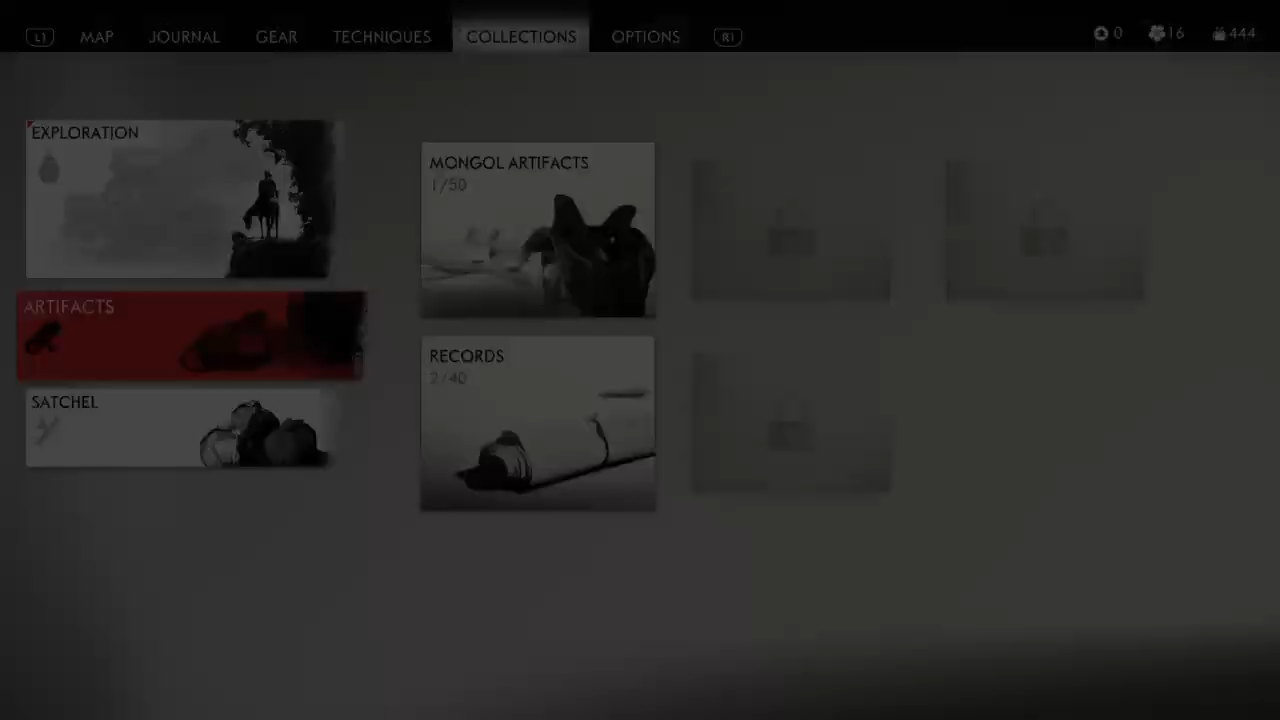 L1 MAP JOURNAL GEAR TECHNIQUES COLLECTIONS OPTIONS R1 0 16 444
EXPLORATION
ARTIFACTS
SATCHEL
MONGOL ARTIFACTS
1/50
RECORDS
2/40